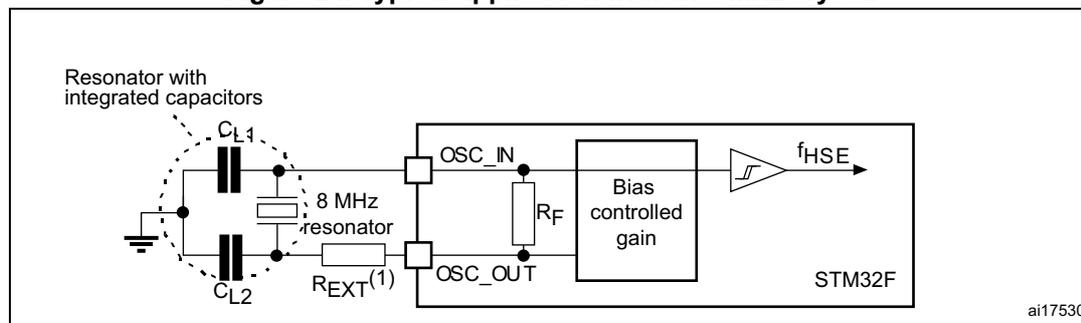 Resonator with
integrated capacitors
CL1
OSC_IN
fHSE
8 MHz
resonator
RF
Bias
controlled
gain
REXT(1)
OSC_OUT
STM32F
CL2
ai17530